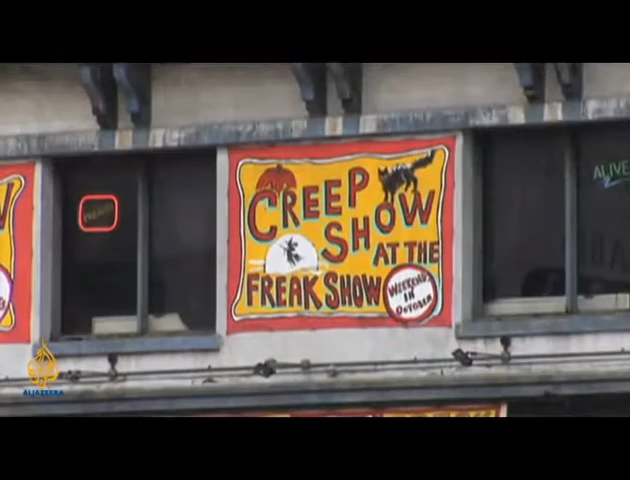 CREEP
SHOW
AT THE
FREAK SHOW
WEEKENDS
IN
OCTOBER
ALIVE
ALJAZEERA